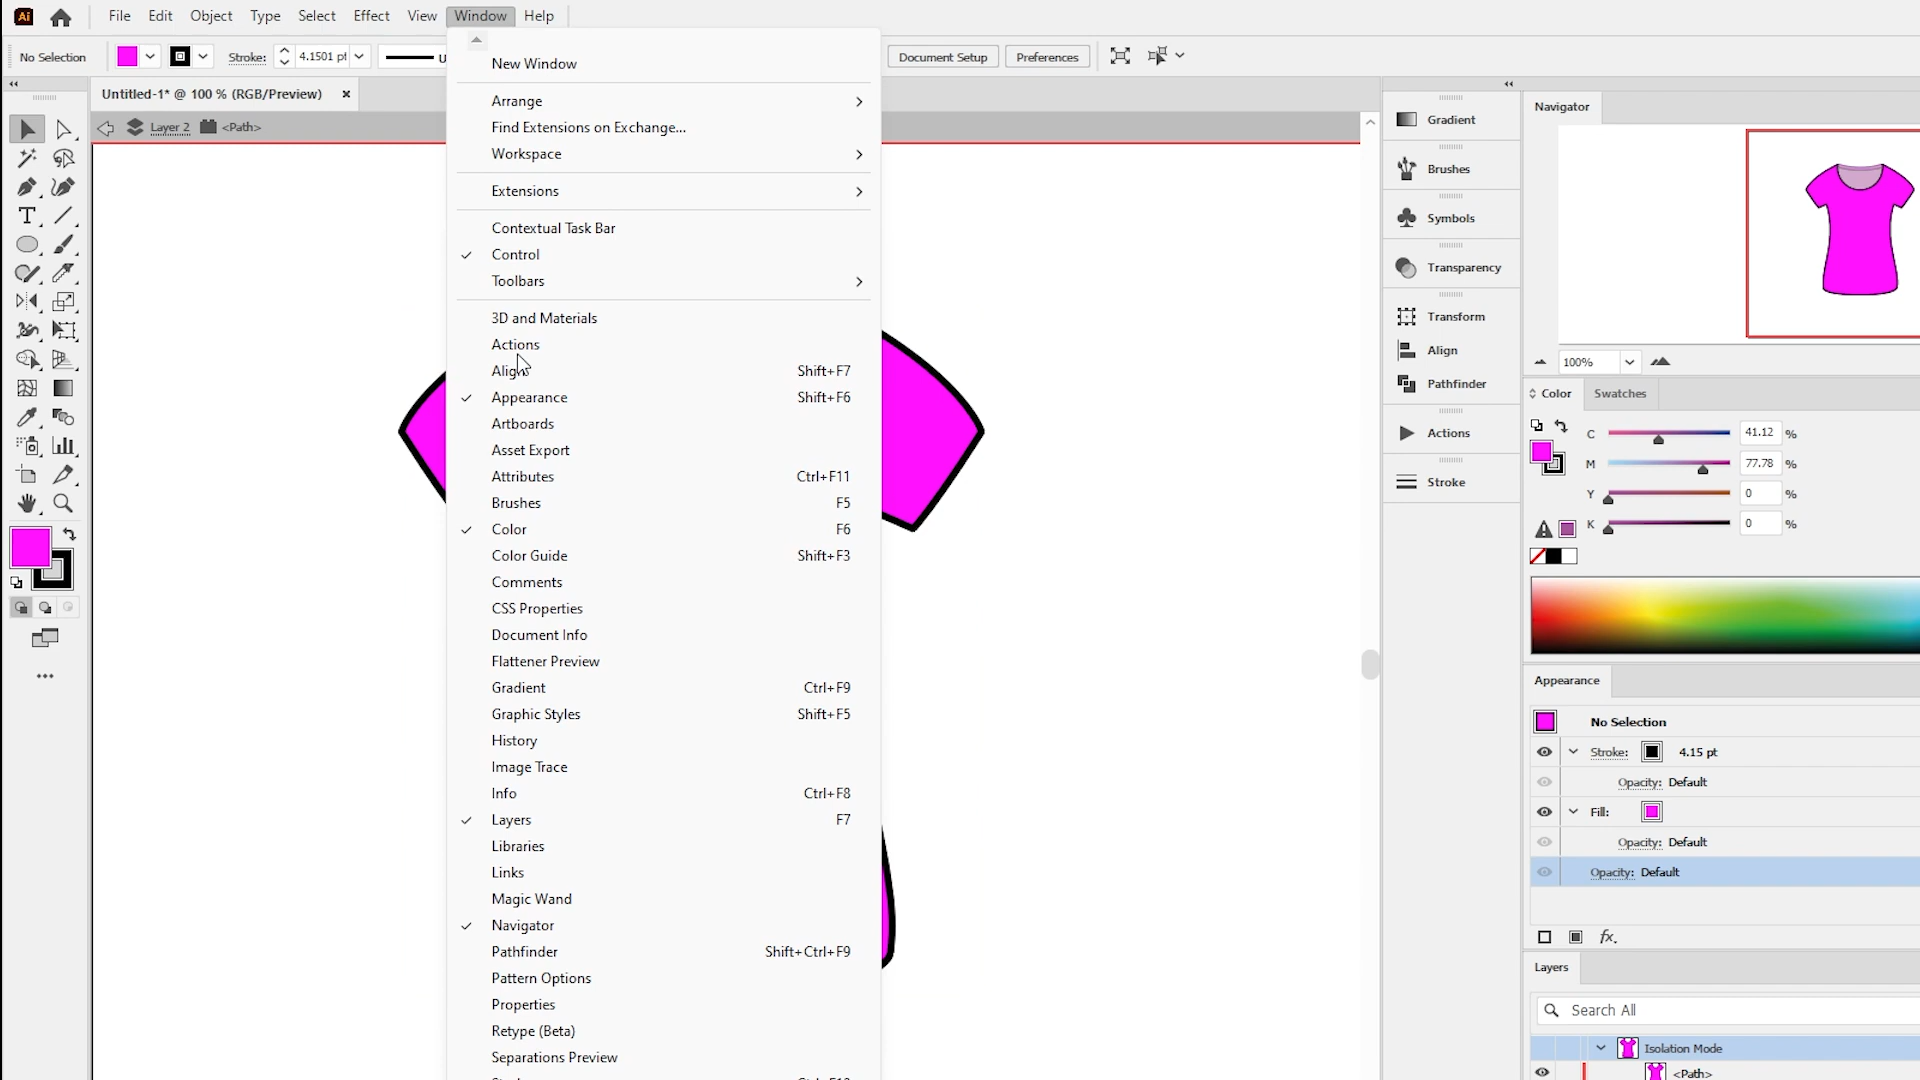 Ai File Edit Object Type Select Effect View Window Help
No Selection Stroke: 4.1501 pt Document Setup Preferences
Untitled-1* @ 100 % (RGB/Preview)
Layer 2 <Path>
New Window
Arrange
Find Extensions on Exchange...
Workspace
Extensions
Contextual Task Bar
Control
Toolbars
3D and Materials
Actions
Align Shift+F7
Appearance Shift+F6
Artboards
Asset Export
Attributes Ctrl+F11
Brushes F5
Color F6
Color Guide Shift+F3
Comments
CSS Properties
Document Info
Flattener Preview
Gradient Ctrl+F9
Graphic Styles Shift+F5
History
Image Trace
Info Ctrl+F8
Layers F7
Libraries
Links
Magic Wand
Navigator
Pathfinder Shift+Ctrl+F9
Pattern Options
Properties
Retype (Beta)
Separations Preview
Gradient
Brushes
Symbols
Transparency
Transform
Align
Pathfinder
Actions
Stroke
Navigator
100%
Color Swatches
C 41.12 %
M 77.78 %
Y 0 %
K 0 %
Appearance
No Selection
Stroke: 4.15 pt
Opacity: Default
Fill:
Opacity: Default
Opacity: Default
fx.
Layers
Search All
Isolation Mode
<Path>